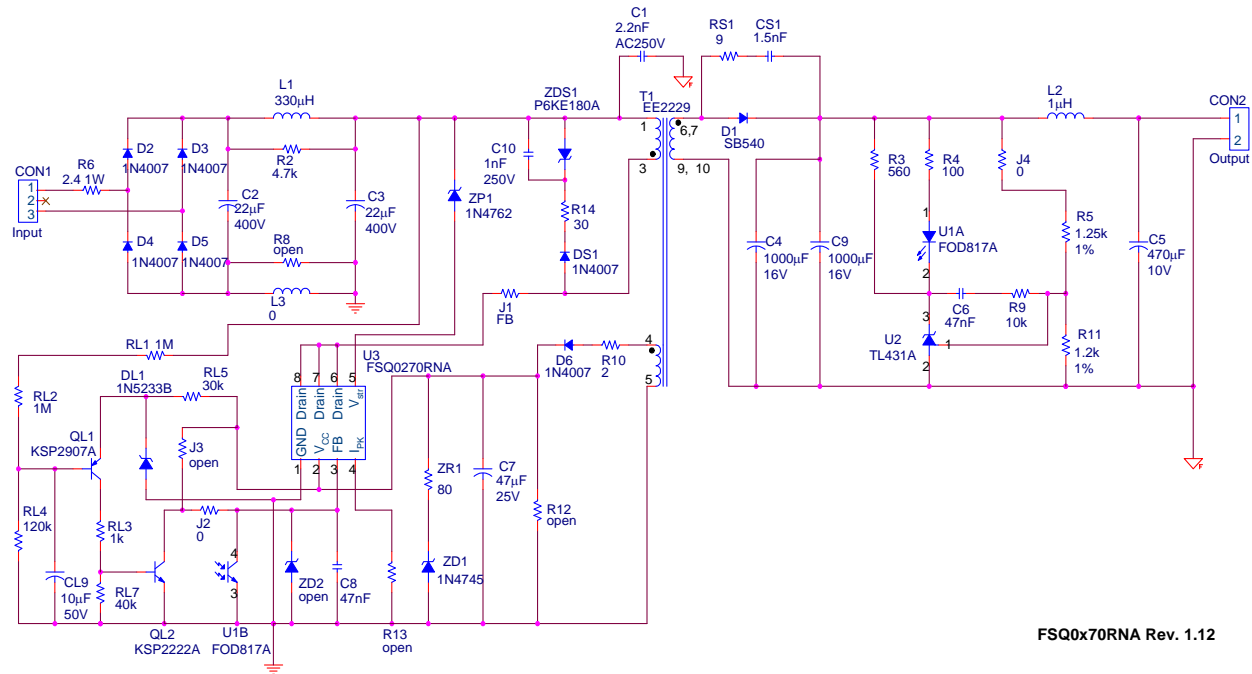 C1
2.2nF
AC250V
RS1
9
CS1
1.5nF
F
L1
330µH
ZDS1
P6KE180A
T1
EE2229
1
3
6,7
9, 10
D1
SB540
L2
1µH
CON2
1
2
Output
D2
1N4007
D3
1N4007
R2
4.7k
C10
1nF
250V
R3
560
R4
100
J4
0
CON1
1
2
3
Input
R6
2.4 1W
C2
22µF
400V
C3
22µF
400V
ZP1
1N4762
R14
30
C4
1000µF
16V
C9
1000µF
16V
1
U1A
FOD817A
2
R5
1.25k
1%
C5
470µF
10V
D4
1N4007
D5
1N4007
R8
open
DS1
1N4007
L3
0
J1
FB
C6
47nF
R9
10k
3
U2
TL431A
1
2
R11
1.2k
1%
RL1 1M
D6
1N4007
R10
2
4
5
U3
FSQ0270RNA
8
7
6
5
Drain
Drain
Drain
Vstr
GND
VCC
FB
IPK
1
2
3
4
RL2
1M
DL1
1N5233B
RL5
30k
QL1
KSP2907A
J3
open
ZR1
80
C7
47µF
25V
R12
open
F
RL4
120k
RL3
1k
J2
0
CL9
10µF
50V
RL7
40k
4
3
ZD2
open
C8
47nF
ZD1
1N4745
QL2
KSP2222A
U1B
FOD817A
R13
open
FSQ0x70RNA Rev. 1.12